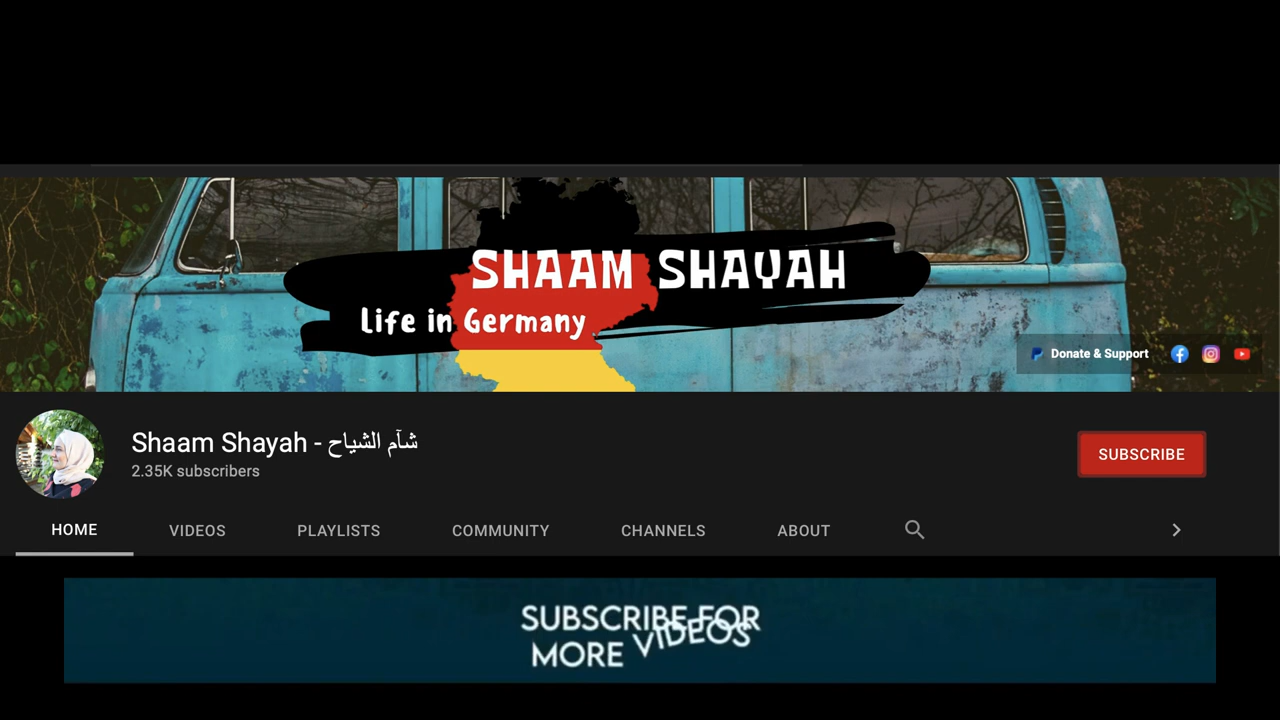 SHAAM SHAYAH
Life in Germany
Donate & Support
Shaam Shayah - شآم الشياح
2.35K subscribers
SUBSCRIBE
HOME VIDEOS PLAYLISTS COMMUNITY CHANNELS ABOUT
SUBSCRIBE FOR
MORE VIDEOS